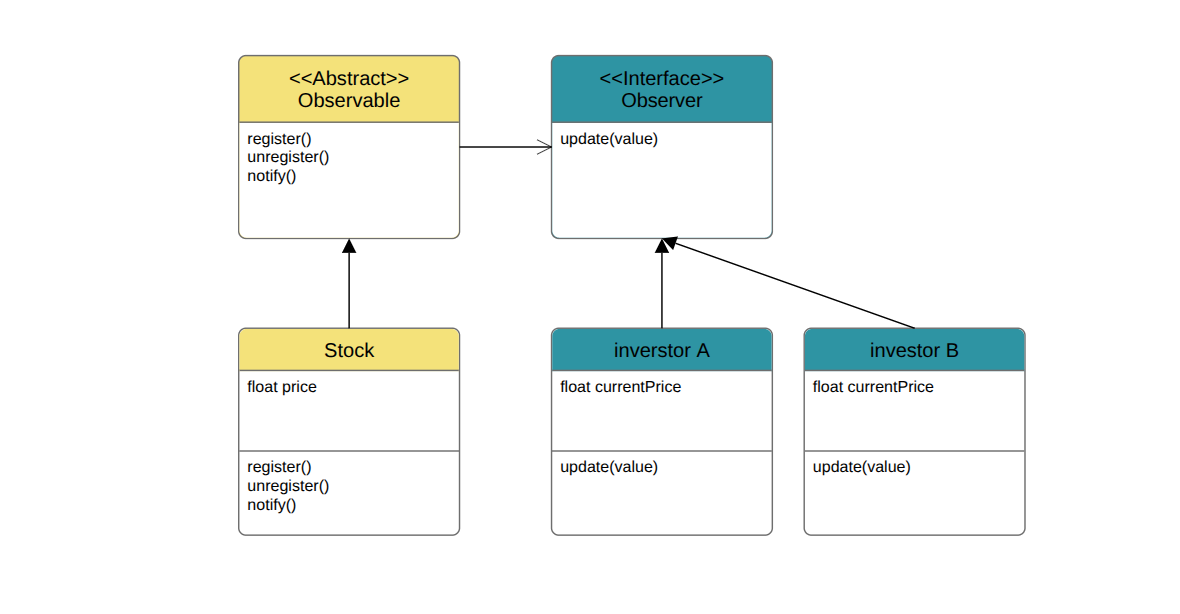 <<Abstract>>
Observable
register()
unregister()
notify()
<<Interface>>
Observer
update(value)
Stock
float price
register()
unregister()
notify()
inverstor A
float currentPrice
update(value)
investor B
float currentPrice
update(value)